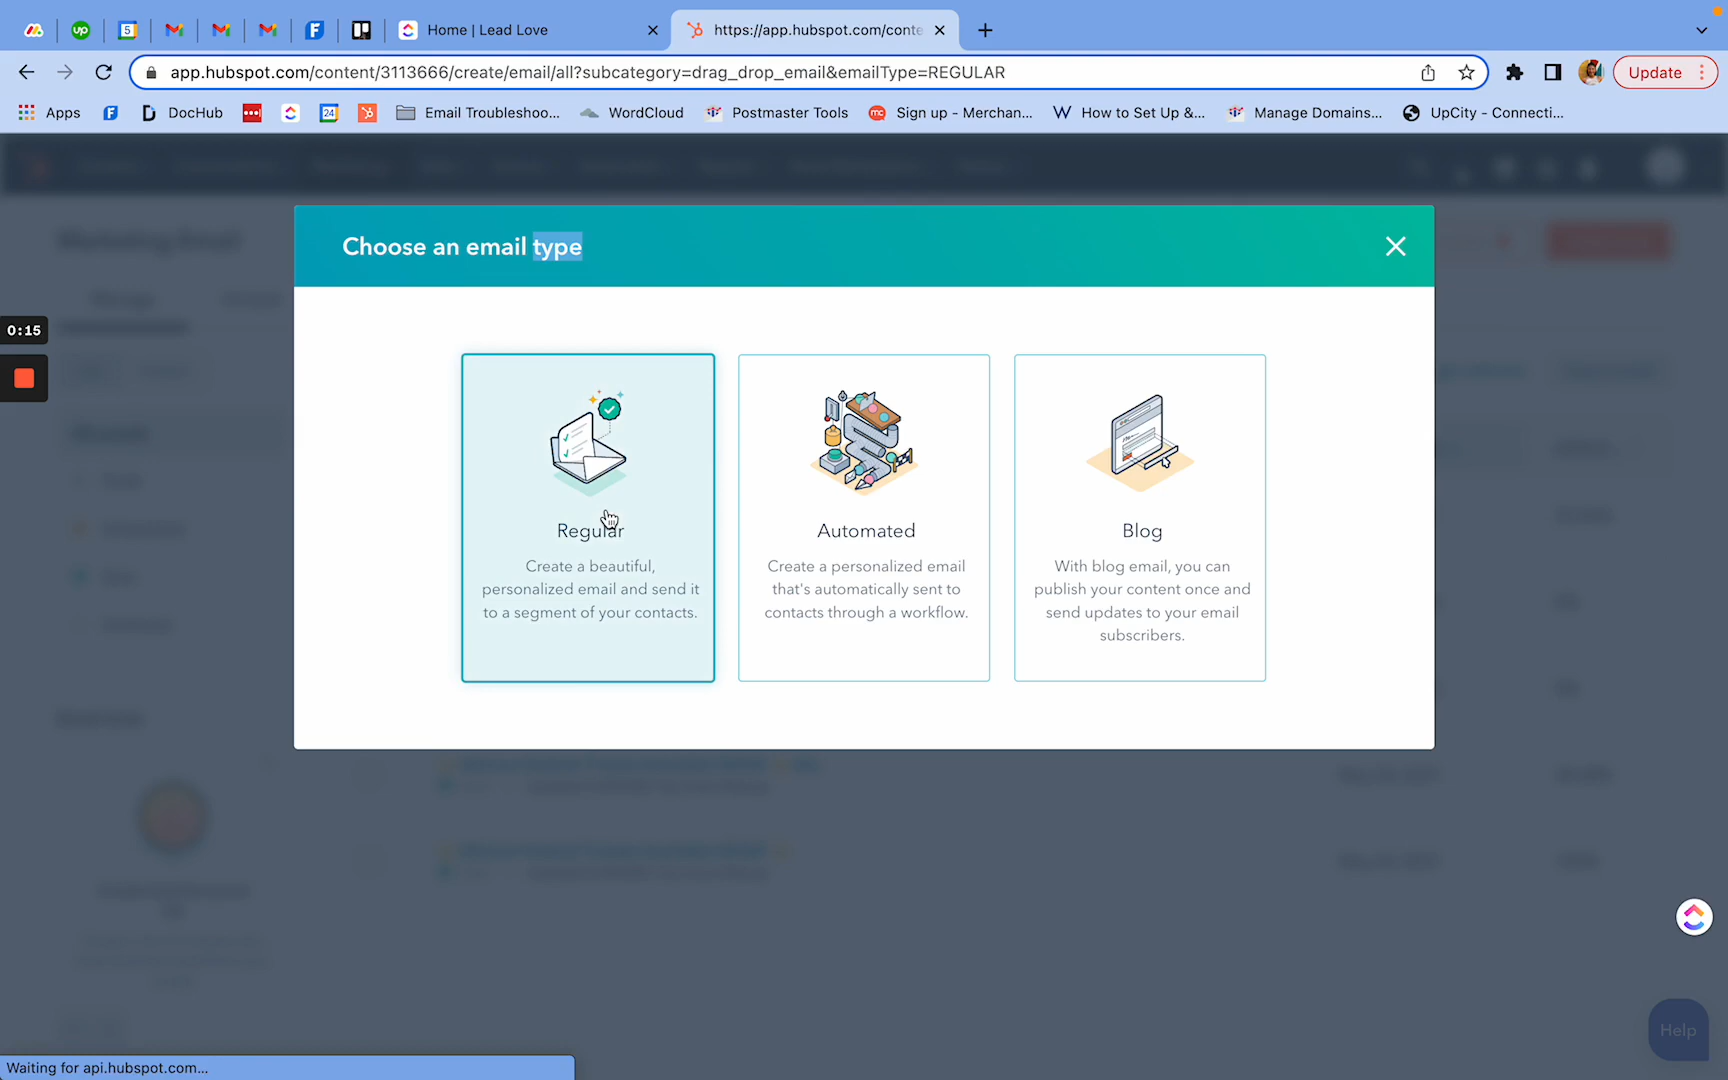 Home | Lead Love
https://app.hubspot.com/conte
app.hubspot.com/content/3113666/create/email/all?subcategory=drag_drop_email&emailType=REGULAR
Update
Apps
DocHub
Email Troubleshoo...
WordCloud
Postmaster Tools
Sign up - Merchan...
How to Set Up &...
Manage Domains...
UpCity - Connecti...
Choose an email type
0:15
Regular
Create a beautiful,
personalized email and send it
to a segment of your contacts.
Automated
Create a personalized email
that's automatically sent to
contacts through a workflow.
Blog
With blog email, you can
publish your content once and
send updates to your email
subscribers.
Help
Waiting for api.hubspot.com...